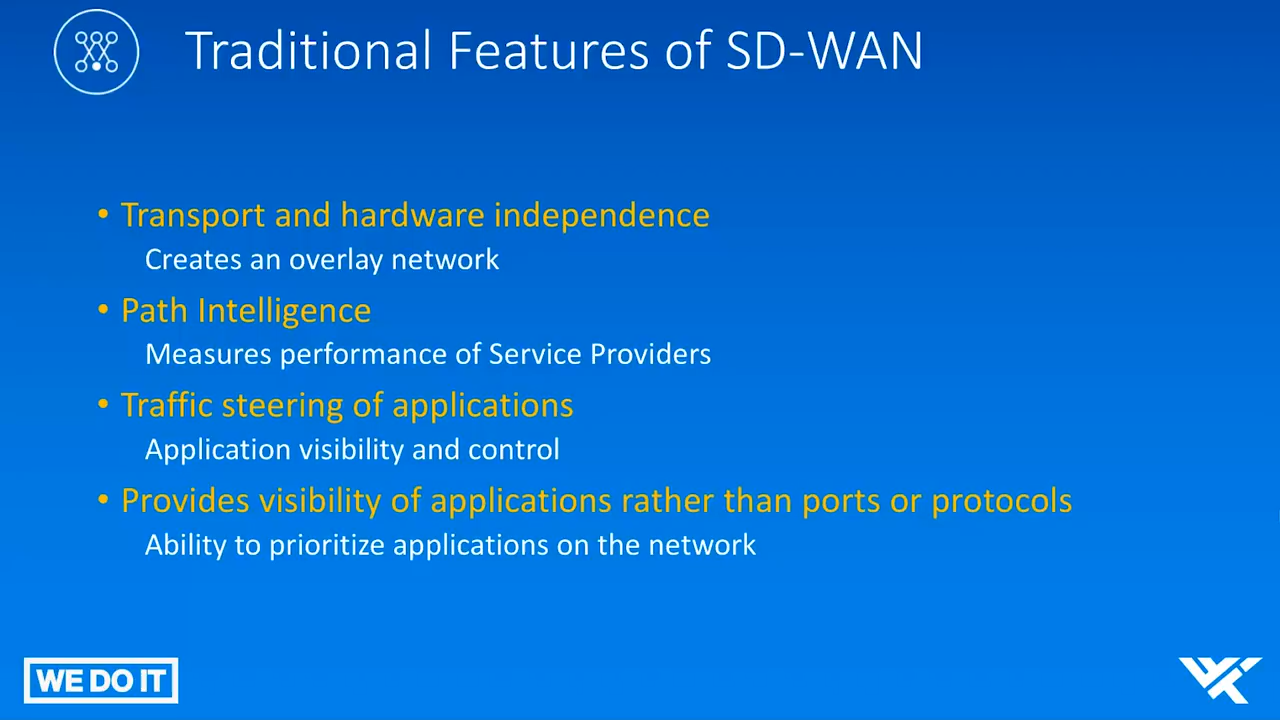 Traditional Features of SD-WAN
• Transport and hardware independence
Creates an overlay network
• Path Intelligence
Measures performance of Service Providers
• Traffic steering of applications
Application visibility and control
• Provides visibility of applications rather than ports or protocols
Ability to prioritize applications on the network
WE DO IT